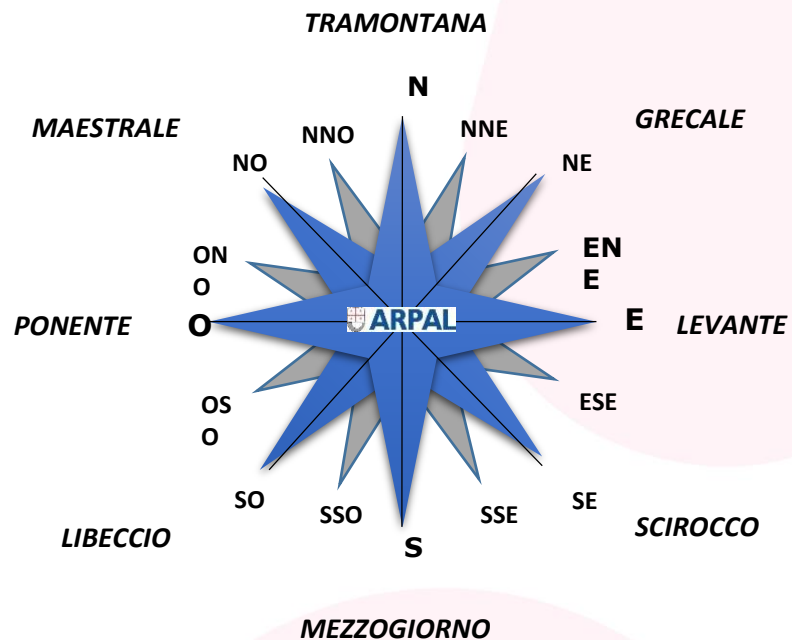 TRAMONTANA
N
MAESTRALE
NNO
NNE
GRECALE
NO
NE
ON
O
EN
E
PONENTE
O
ARPAL
E
LEVANTE
OS
O
ESE
SO
SSO
SSE
SE
LIBECCIO
S
SCIROCCO
MEZZOGIORNO